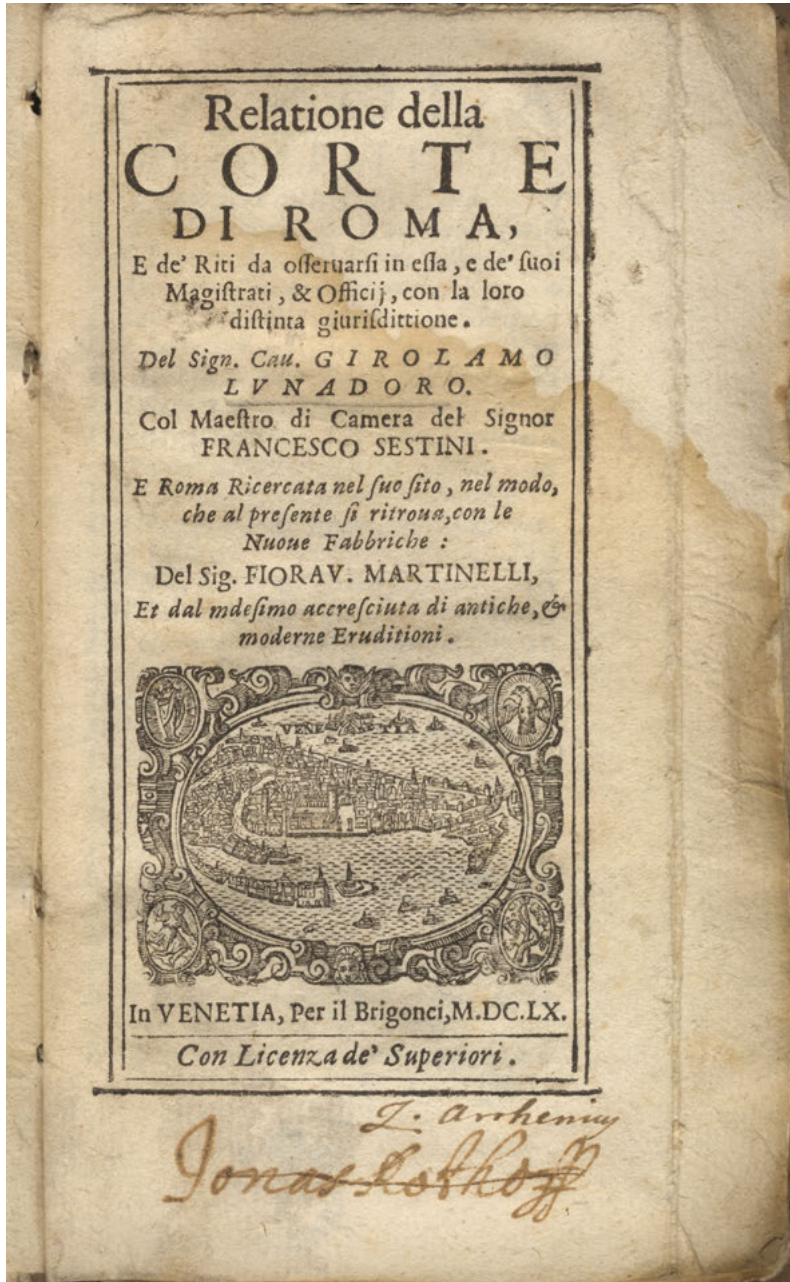 Relatione della
CORTE
DI ROMA,
E de' Riti da oſſeruarſi in eſſa, e de' ſuoi
Magiſtrati, & Officij, con la loro
diſtinta giuriſdittione.
Del Sign. Cau. GIROLAMO
LVNADORO.
Col Maeſtro di Camera del Signor
FRANCESCO SESTINI.
E Roma Ricercata nel ſuo ſito, nel modo,
che al preſente ſi ritroua, con le
Nuoue Fabbriche :
Del Sig. FIORAV. MARTINELLI,
Et dal mdeſimo accreſciuta di antiche, &
moderne Eruditioni.
VENETIA
In VENETIA, Per il Brigonci, M.DC.LX.
Con Licenza de' Superiori.
Arrhenius
Jonas